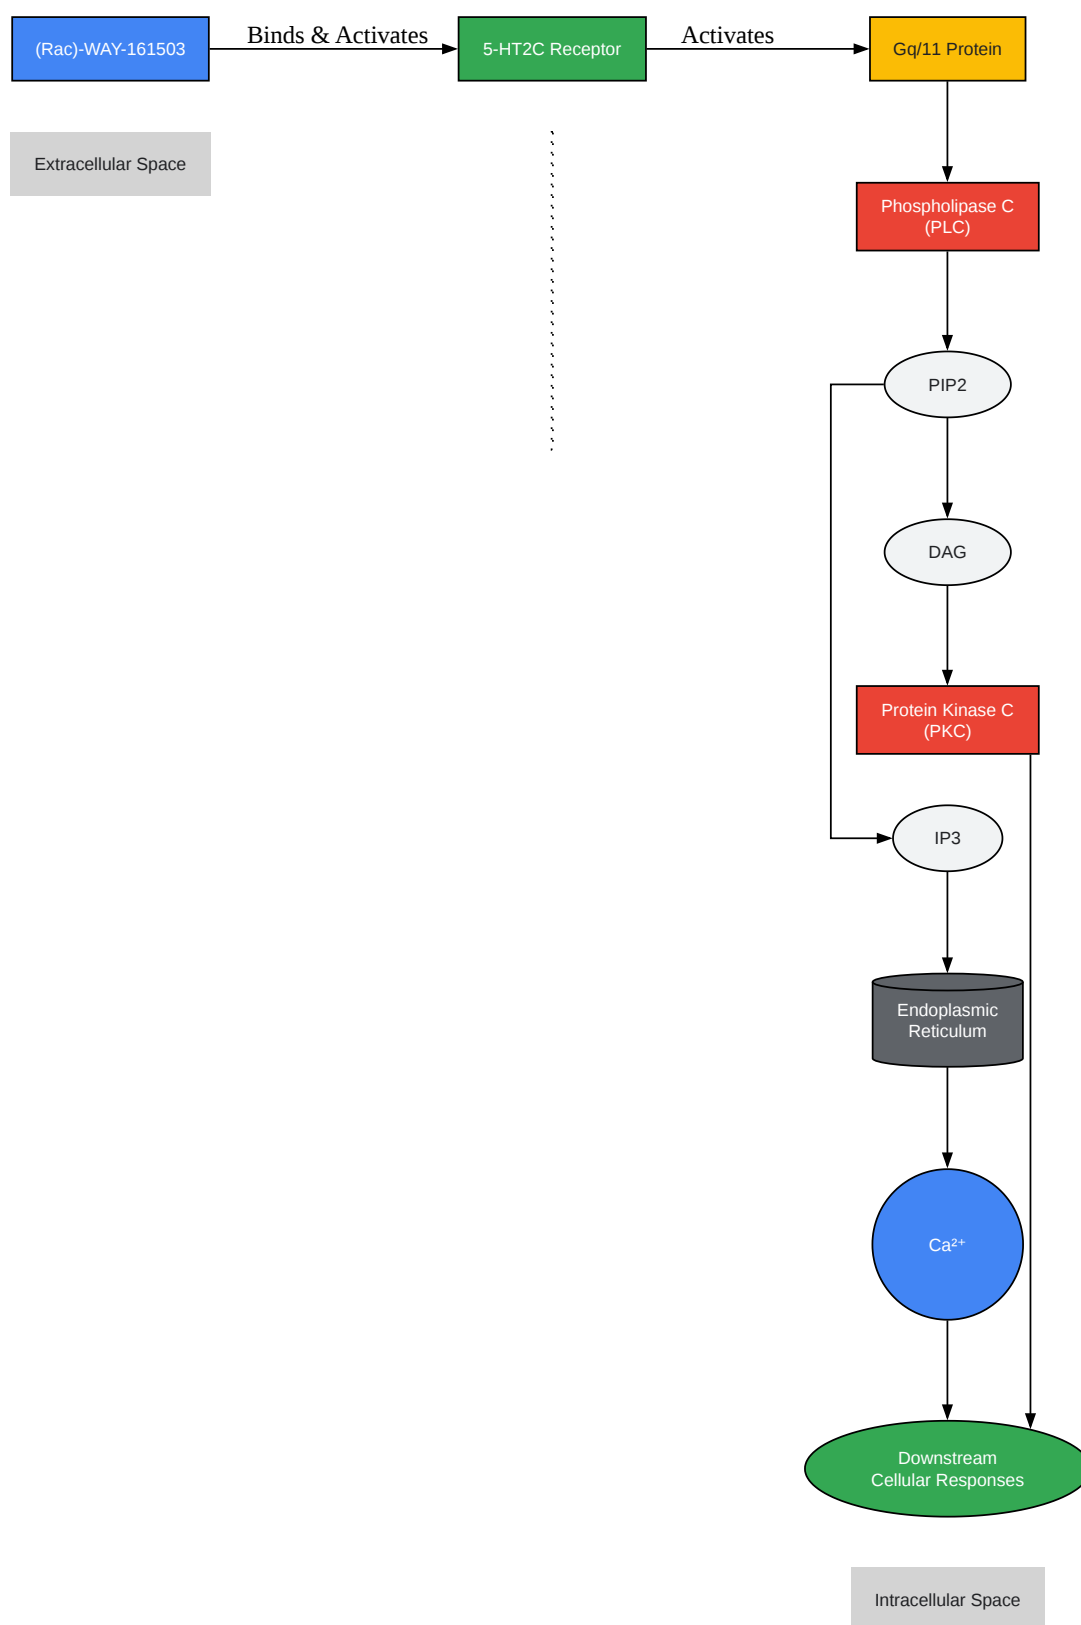 (Rac)-WAY-161503
Binds & Activates
5-HT2C Receptor
Activates
Gq/11 Protein
Extracellular Space
Phospholipase C
(PLC)
PIP2
DAG
Protein Kinase C
(PKC)
IP3
Endoplasmic
Reticulum
Ca²⁺
Downstream
Cellular Responses
Intracellular Space